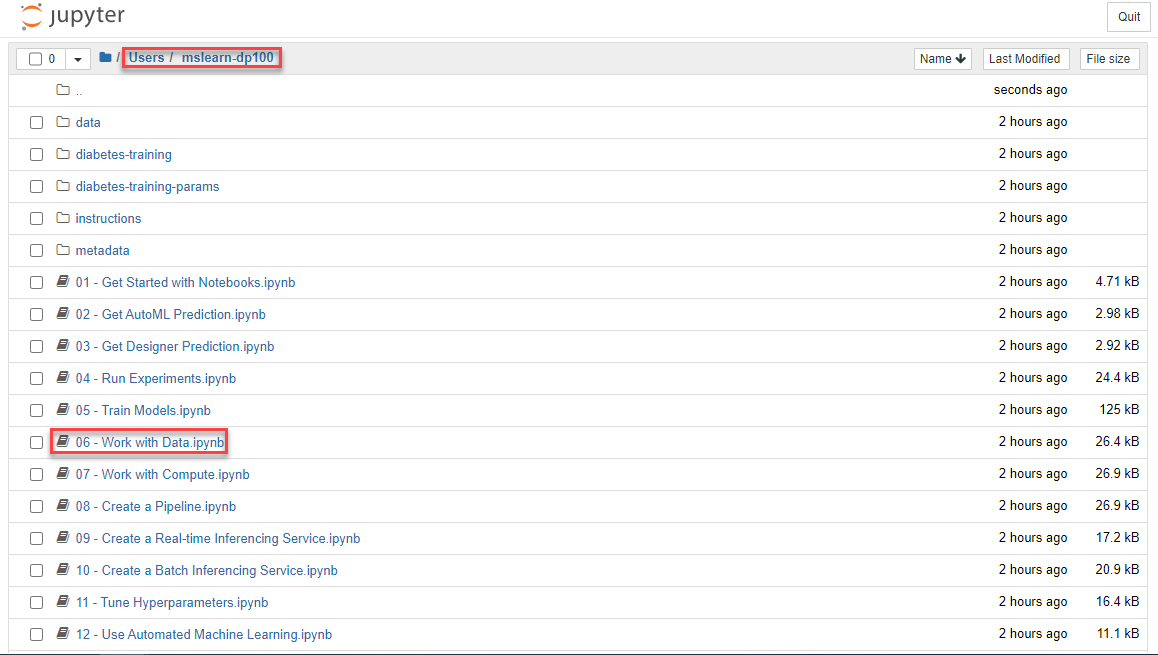 jupyter
Quit
0 / Users / mslearn-dp100 Name Last Modified File size
.. seconds ago
data 2 hours ago
diabetes-training 2 hours ago
diabetes-training-params 2 hours ago
instructions 2 hours ago
metadata 2 hours ago
01 - Get Started with Notebooks.ipynb 2 hours ago 4.71 kB
02 - Get AutoML Prediction.ipynb 2 hours ago 2.98 kB
03 - Get Designer Prediction.ipynb 2 hours ago 2.92 kB
04 - Run Experiments.ipynb 2 hours ago 24.4 kB
05 - Train Models.ipynb 2 hours ago 125 kB
06 - Work with Data.ipynb 2 hours ago 26.4 kB
07 - Work with Compute.ipynb 2 hours ago 26.9 kB
08 - Create a Pipeline.ipynb 2 hours ago 26.9 kB
09 - Create a Real-time Inferencing Service.ipynb 2 hours ago 17.2 kB
10 - Create a Batch Inferencing Service.ipynb 2 hours ago 20.9 kB
11 - Tune Hyperparameters.ipynb 2 hours ago 16.4 kB
12 - Use Automated Machine Learning.ipynb 2 hours ago 11.1 kB